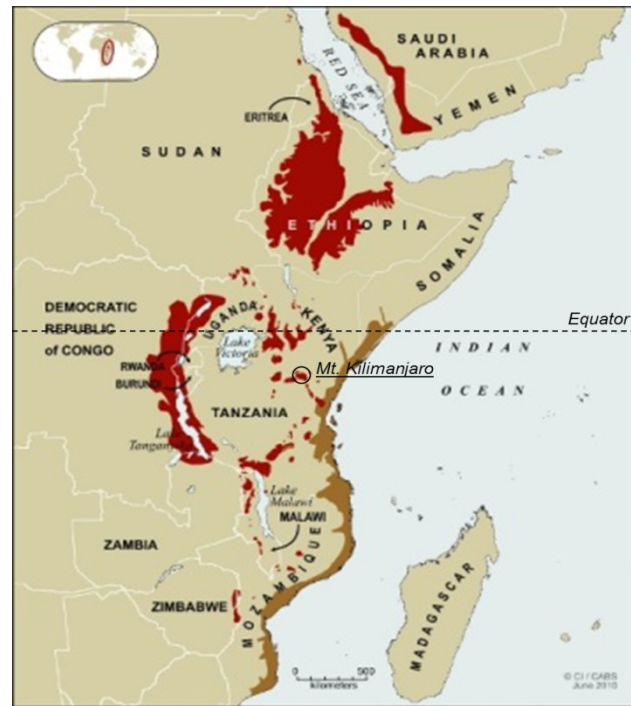 SAUDI
ARABIA
RED SEA
YEMEN
ERITREA
SUDAN
ETHIOPIA
SOMALIA
DEMOCRATIC
REPUBLIC
of CONGO
UGANDA
KENYA
Equator
Lake
Victoria
RWANDA
BURUNDI
INDIAN
OCEAN
Mt. Kilimanjaro
TANZANIA
Lake
Tanganyika
Lake
Malawi
MALAWI
ZAMBIA
MOZAMBIQUE
ZIMBABWE
MADAGASCAR
0 500
kilometers
© CI / CABS
June 2010